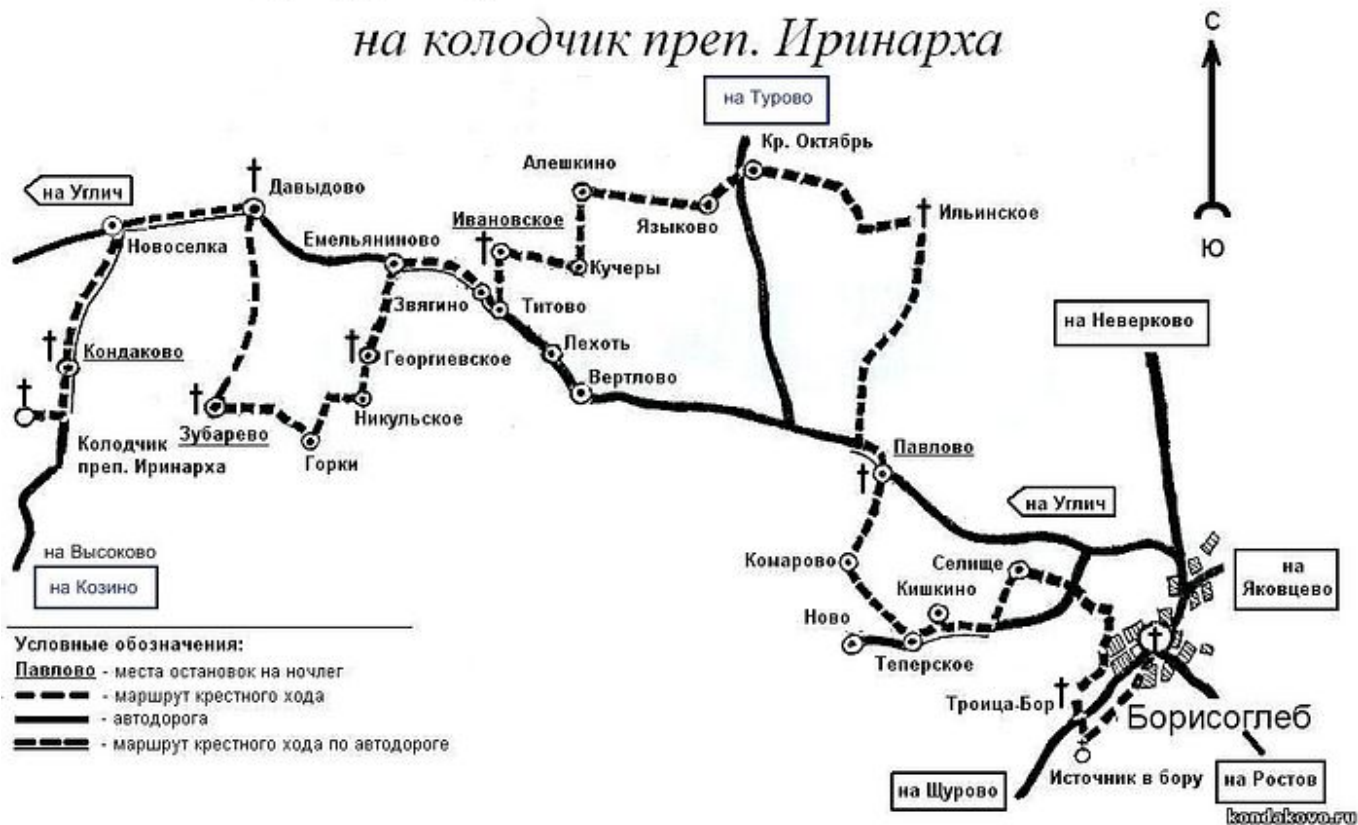 на колодчик преп. Иринарха
С
на Турово
Кр. Октябрь
Алешкино
на Углич
Давыдово
Ивановское
Языково
Ильинское
Новоселка
Емельяниново
Кучеры
Ю
Звягино
Титово
на Неверково
Кондаково
Георгиевское
Лехоть
Вертлово
Никульское
Зубарево
Колодчик
преп. Иринарха
Горки
Павлово
на Углич
на Высоково
на Козино
Комарово
Селище
на
Яковцево
Кишкино
Ново
Теперское
Троица-Бор
Борисоглеб
Источник в бору
на Щурово
на Ростов
Условные обозначения:
Павлово - места остановок на ночлег
- маршрут крестного хода
- автодорога
- маршрут крестного хода по автодороге
kondakovo.ru